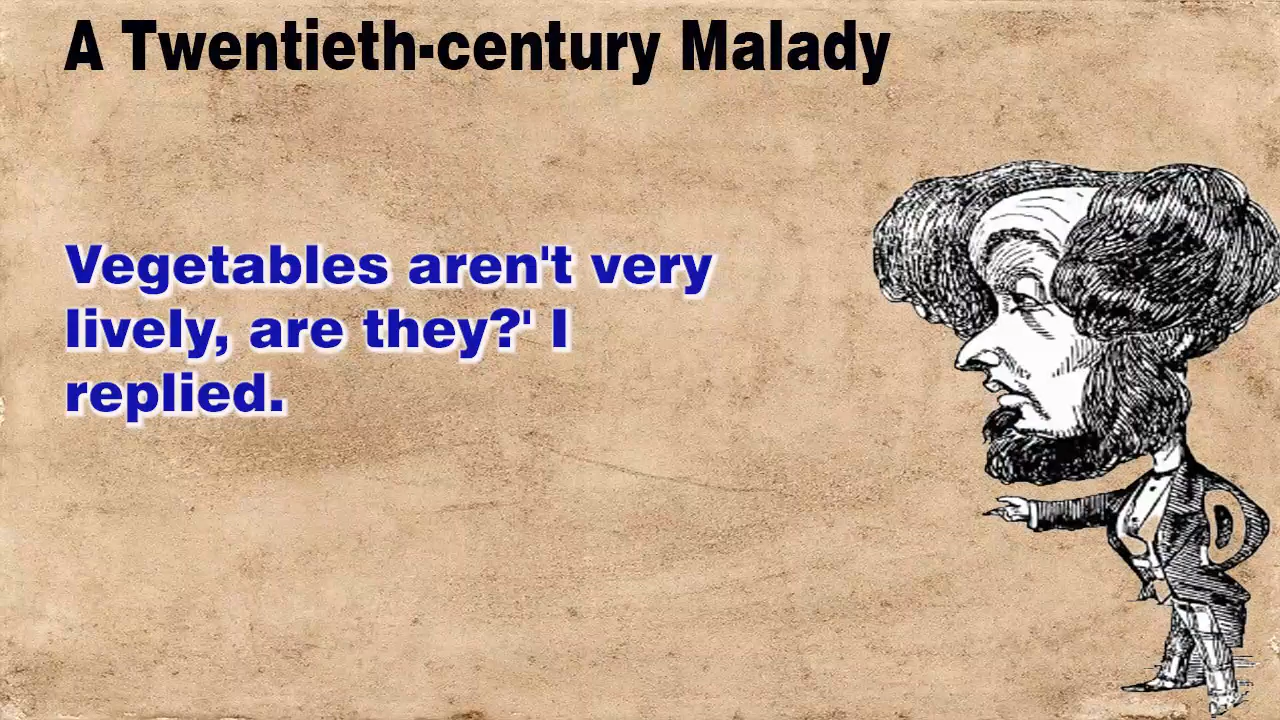 A Twentieth-century Malady
Vegetables aren't very
lively, are they?' I
replied.